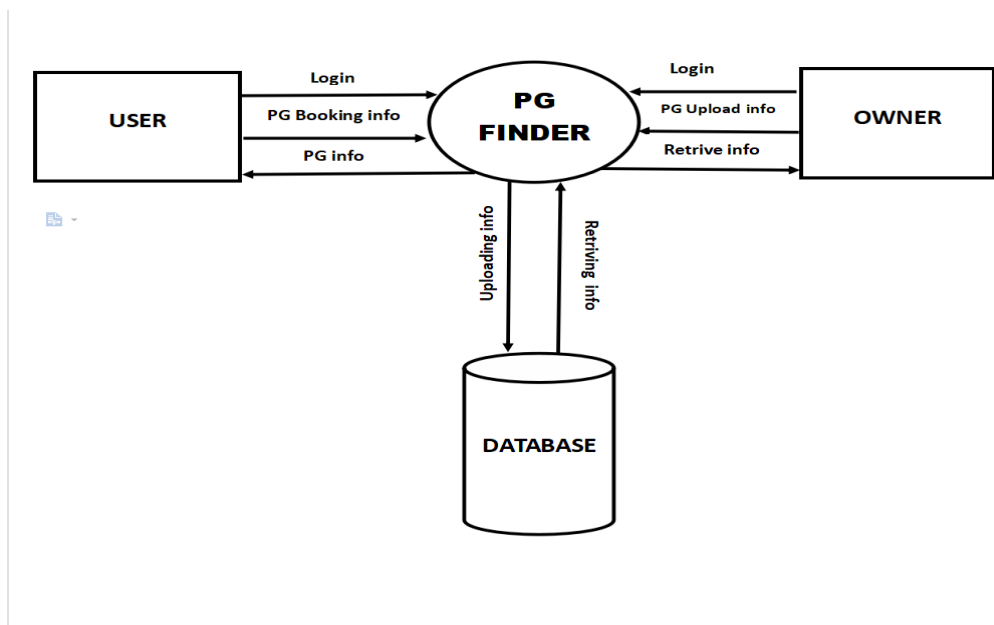 USER
Login
PG Booking info
PG info
PG
FINDER
Login
PG Upload info
Retrive info
OWNER
Uploading info
Retriving info
DATABASE